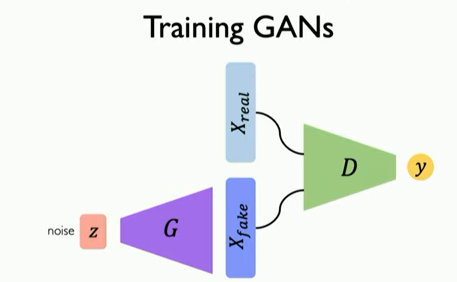 Training GANs
X_real
D
y
noise
z
G
X_fake